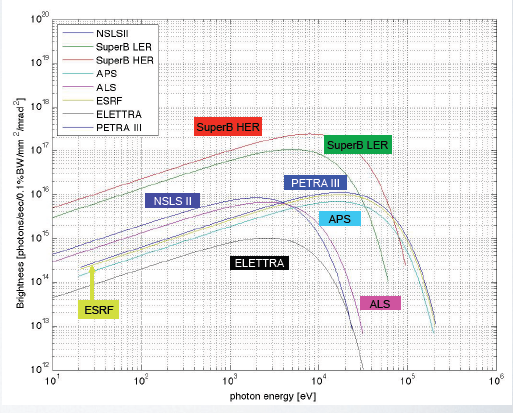 10^20
10^19
10^18
10^17
10^16
10^15
10^14
10^13
10^12
Brightness [photons/sec/0.1%BW/mm^2/mrad^2]
NSLSII
SuperB LER
SuperB HER
APS
ALS
ESRF
ELETTRA
PETRA III
SuperB HER
SuperB LER
PETRA III
NSLS II
APS
ELETTRA
ALS
ESRF
10^1 10^2 10^3 10^4 10^5 10^6
photon energy [eV]